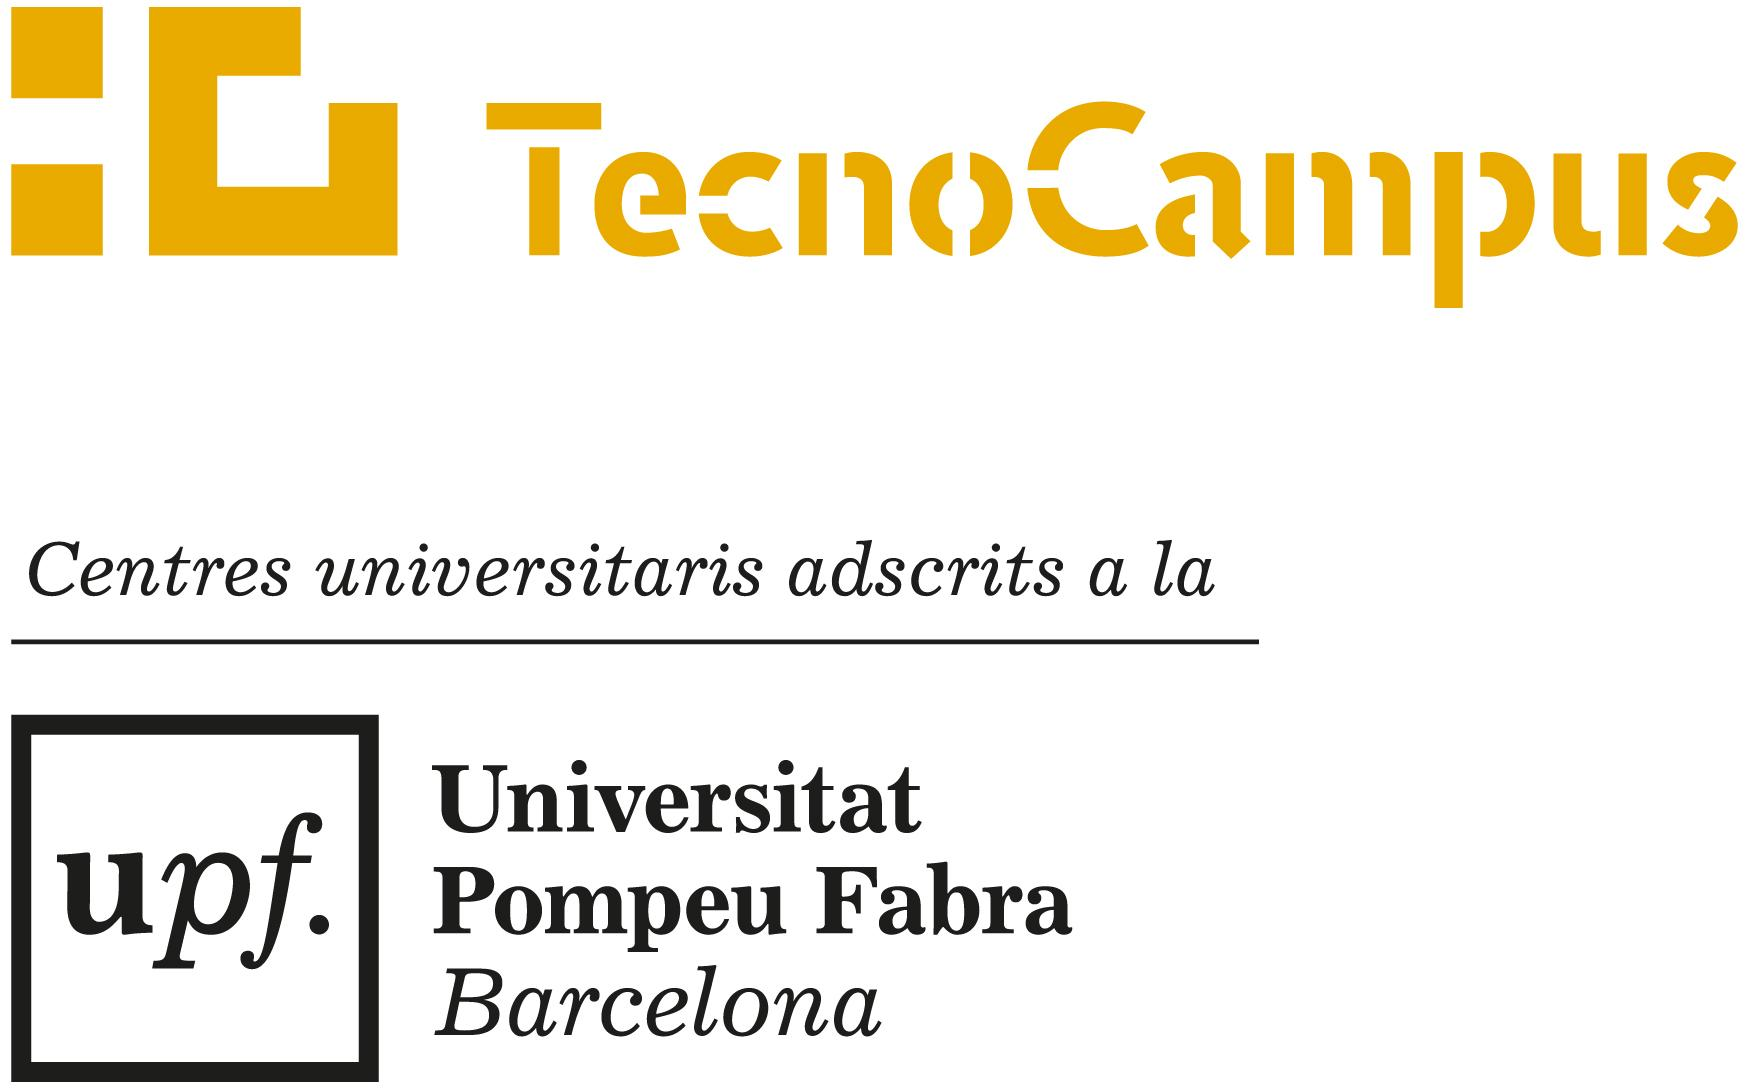 TecnoCampus
Centres universitaris adscrits a la
upf.
Universitat
Pompeu Fabra
Barcelona